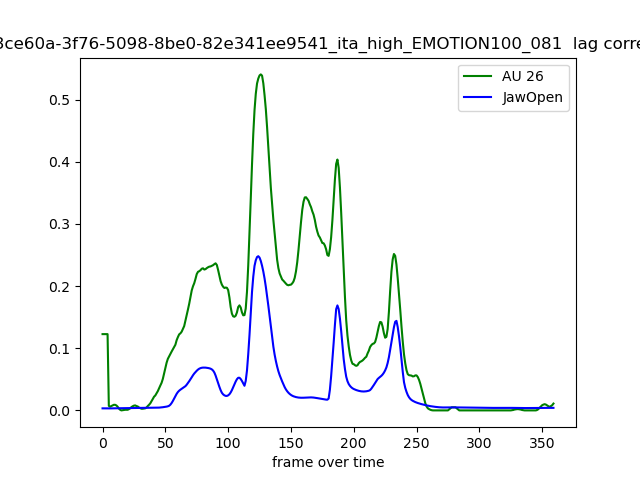 3ce60a-3f76-5098-8be0-82e341ee9541_ita_high_EMOTION100_081 lag corre
AU 26
JawOpen
0.5
0.4
0.3
0.2
0.1
0.0
0 50 100 150 200 250 300 350
frame over time